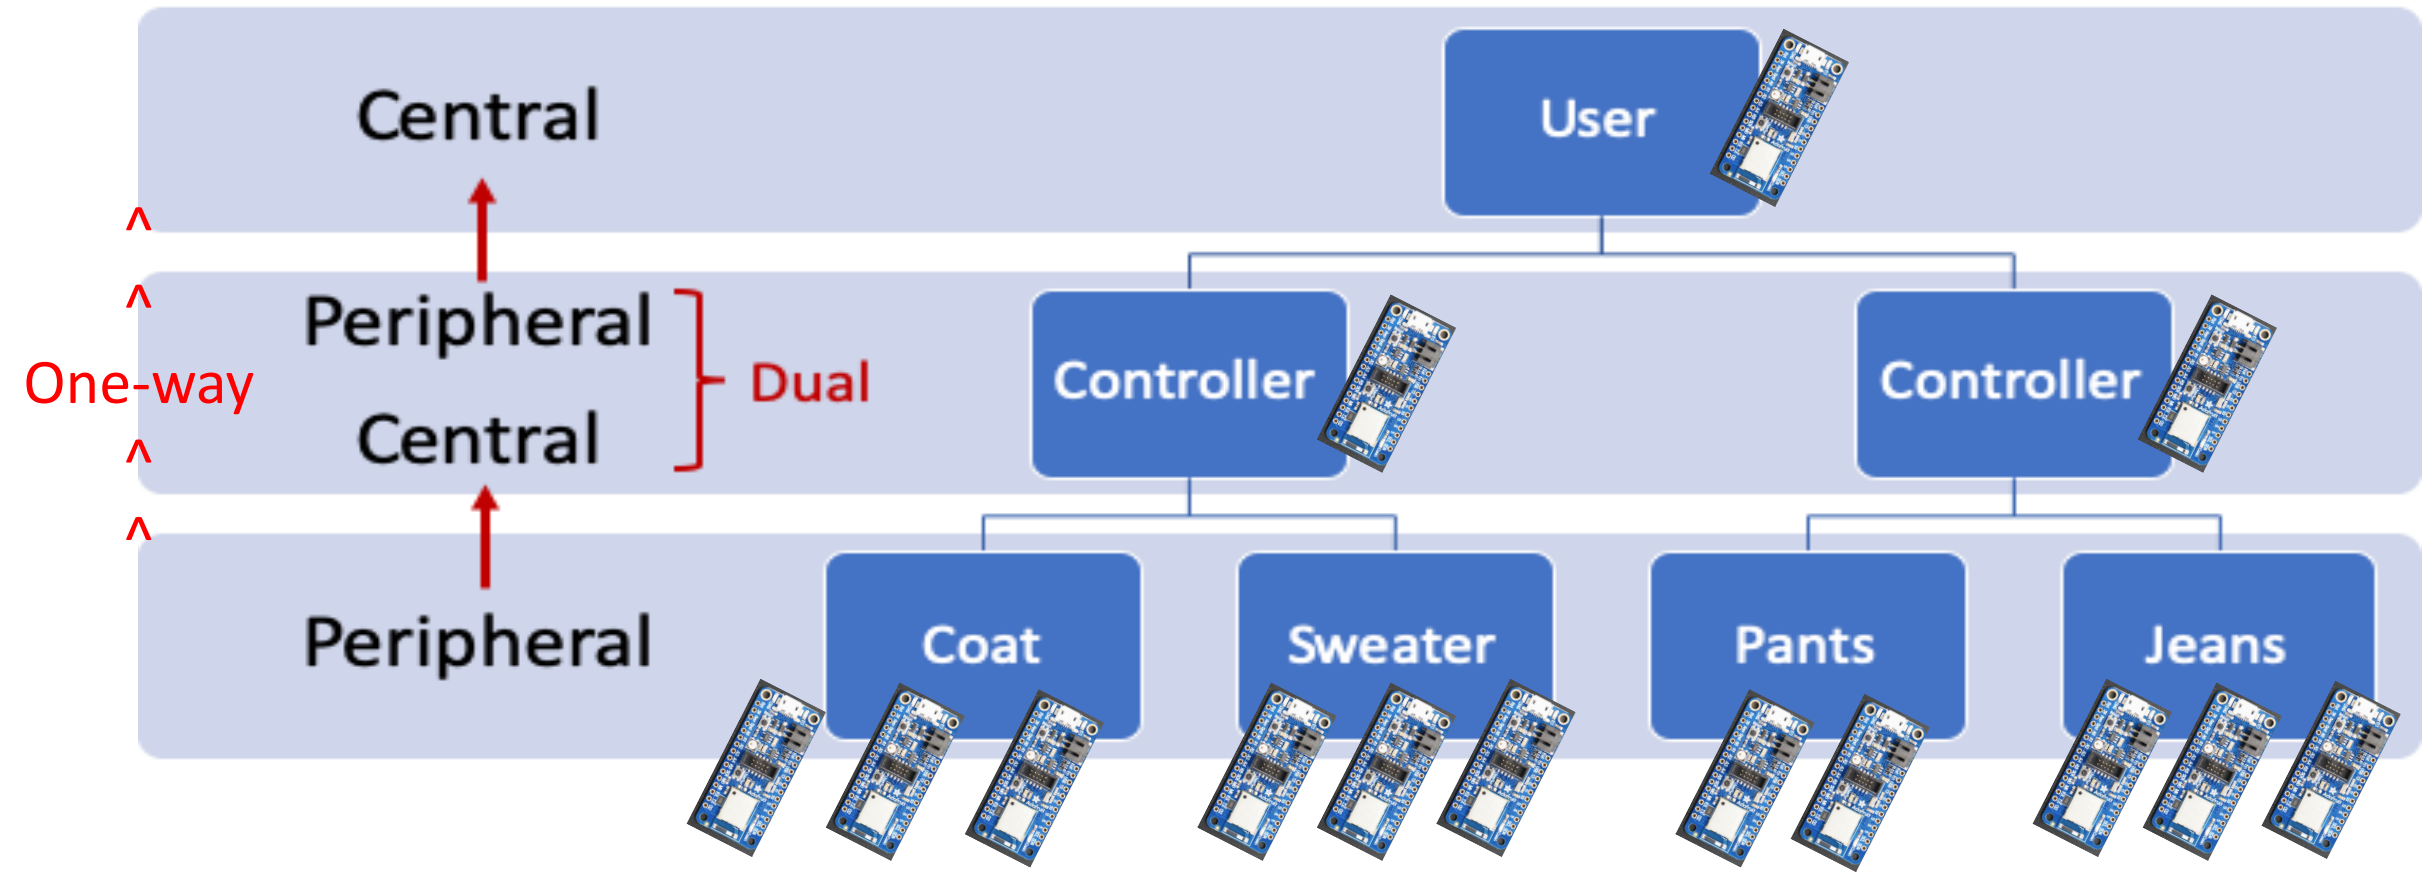 Central
User
^
^
Peripheral
One-way
Dual
Controller
Controller
Central
^
^
Peripheral
Coat
Sweater
Pants
Jeans